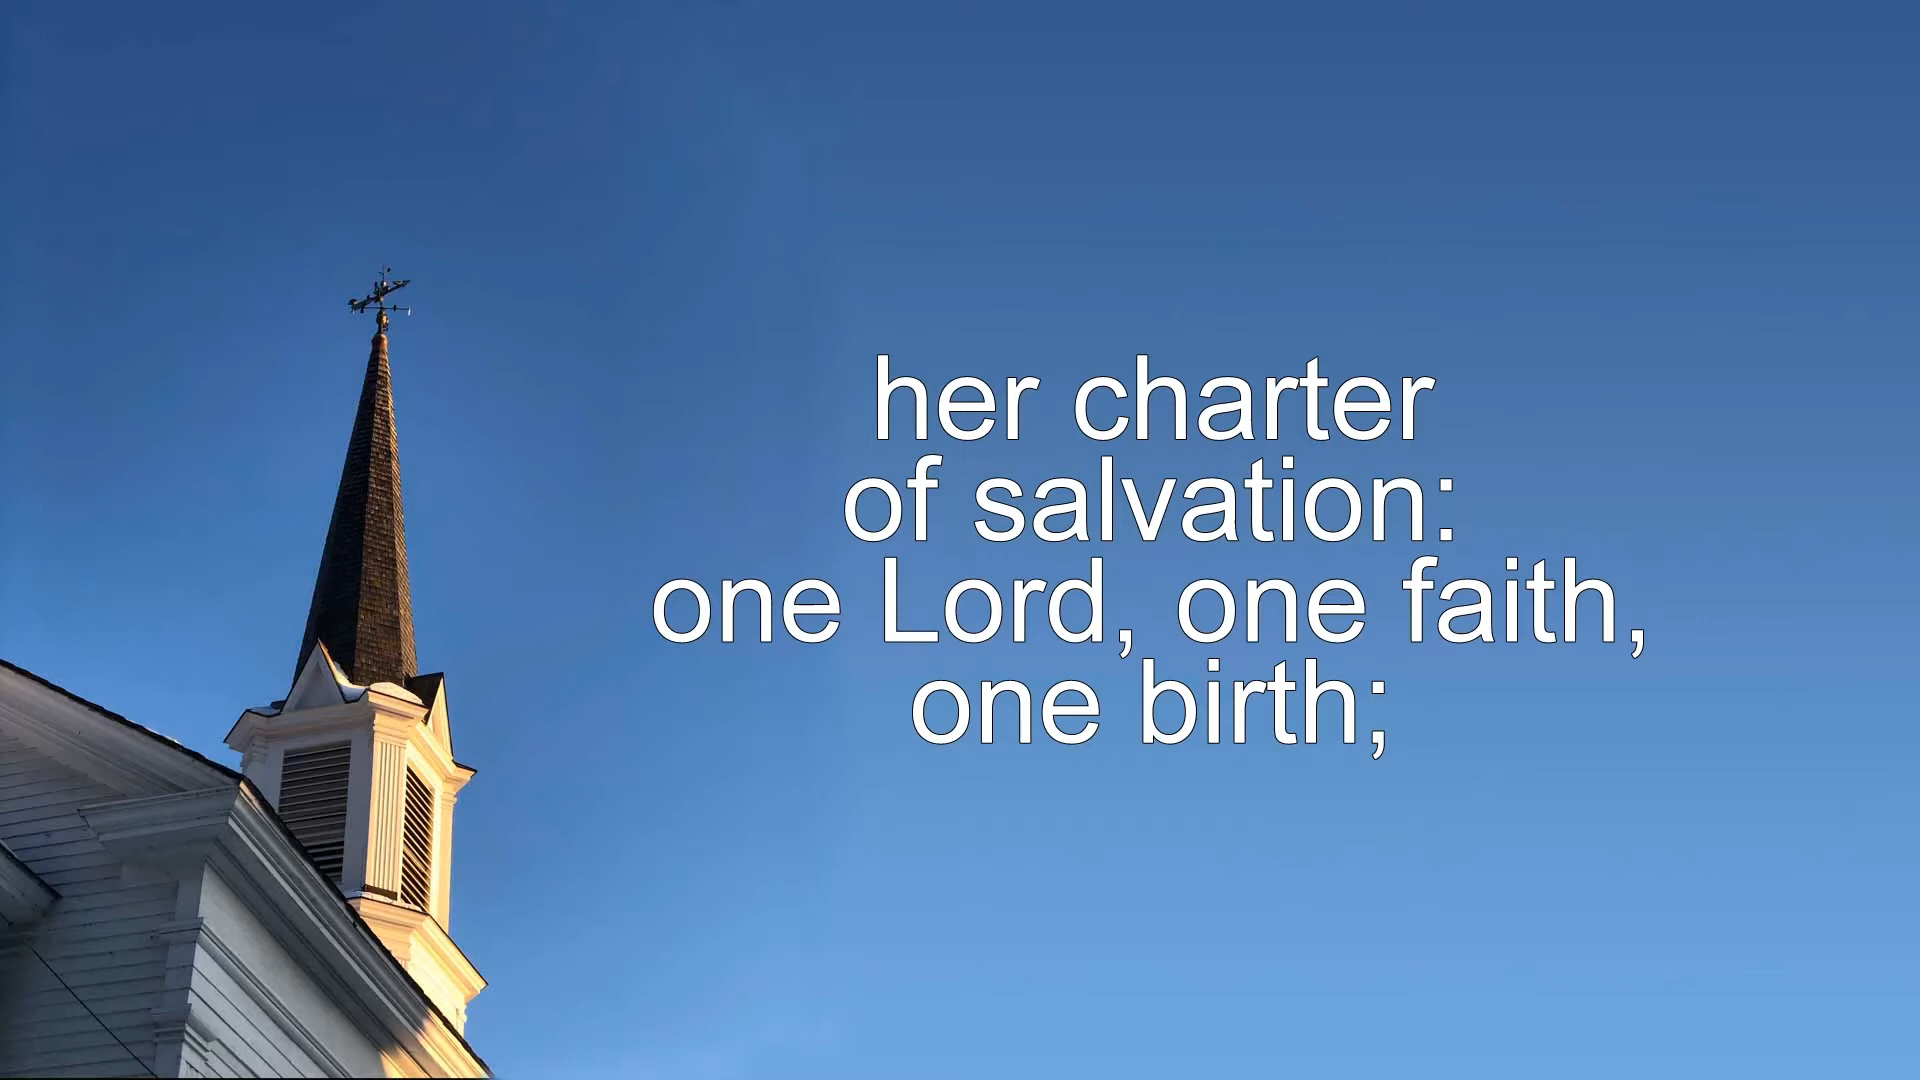 her charter
of salvation:
one Lord, one faith,
one birth;